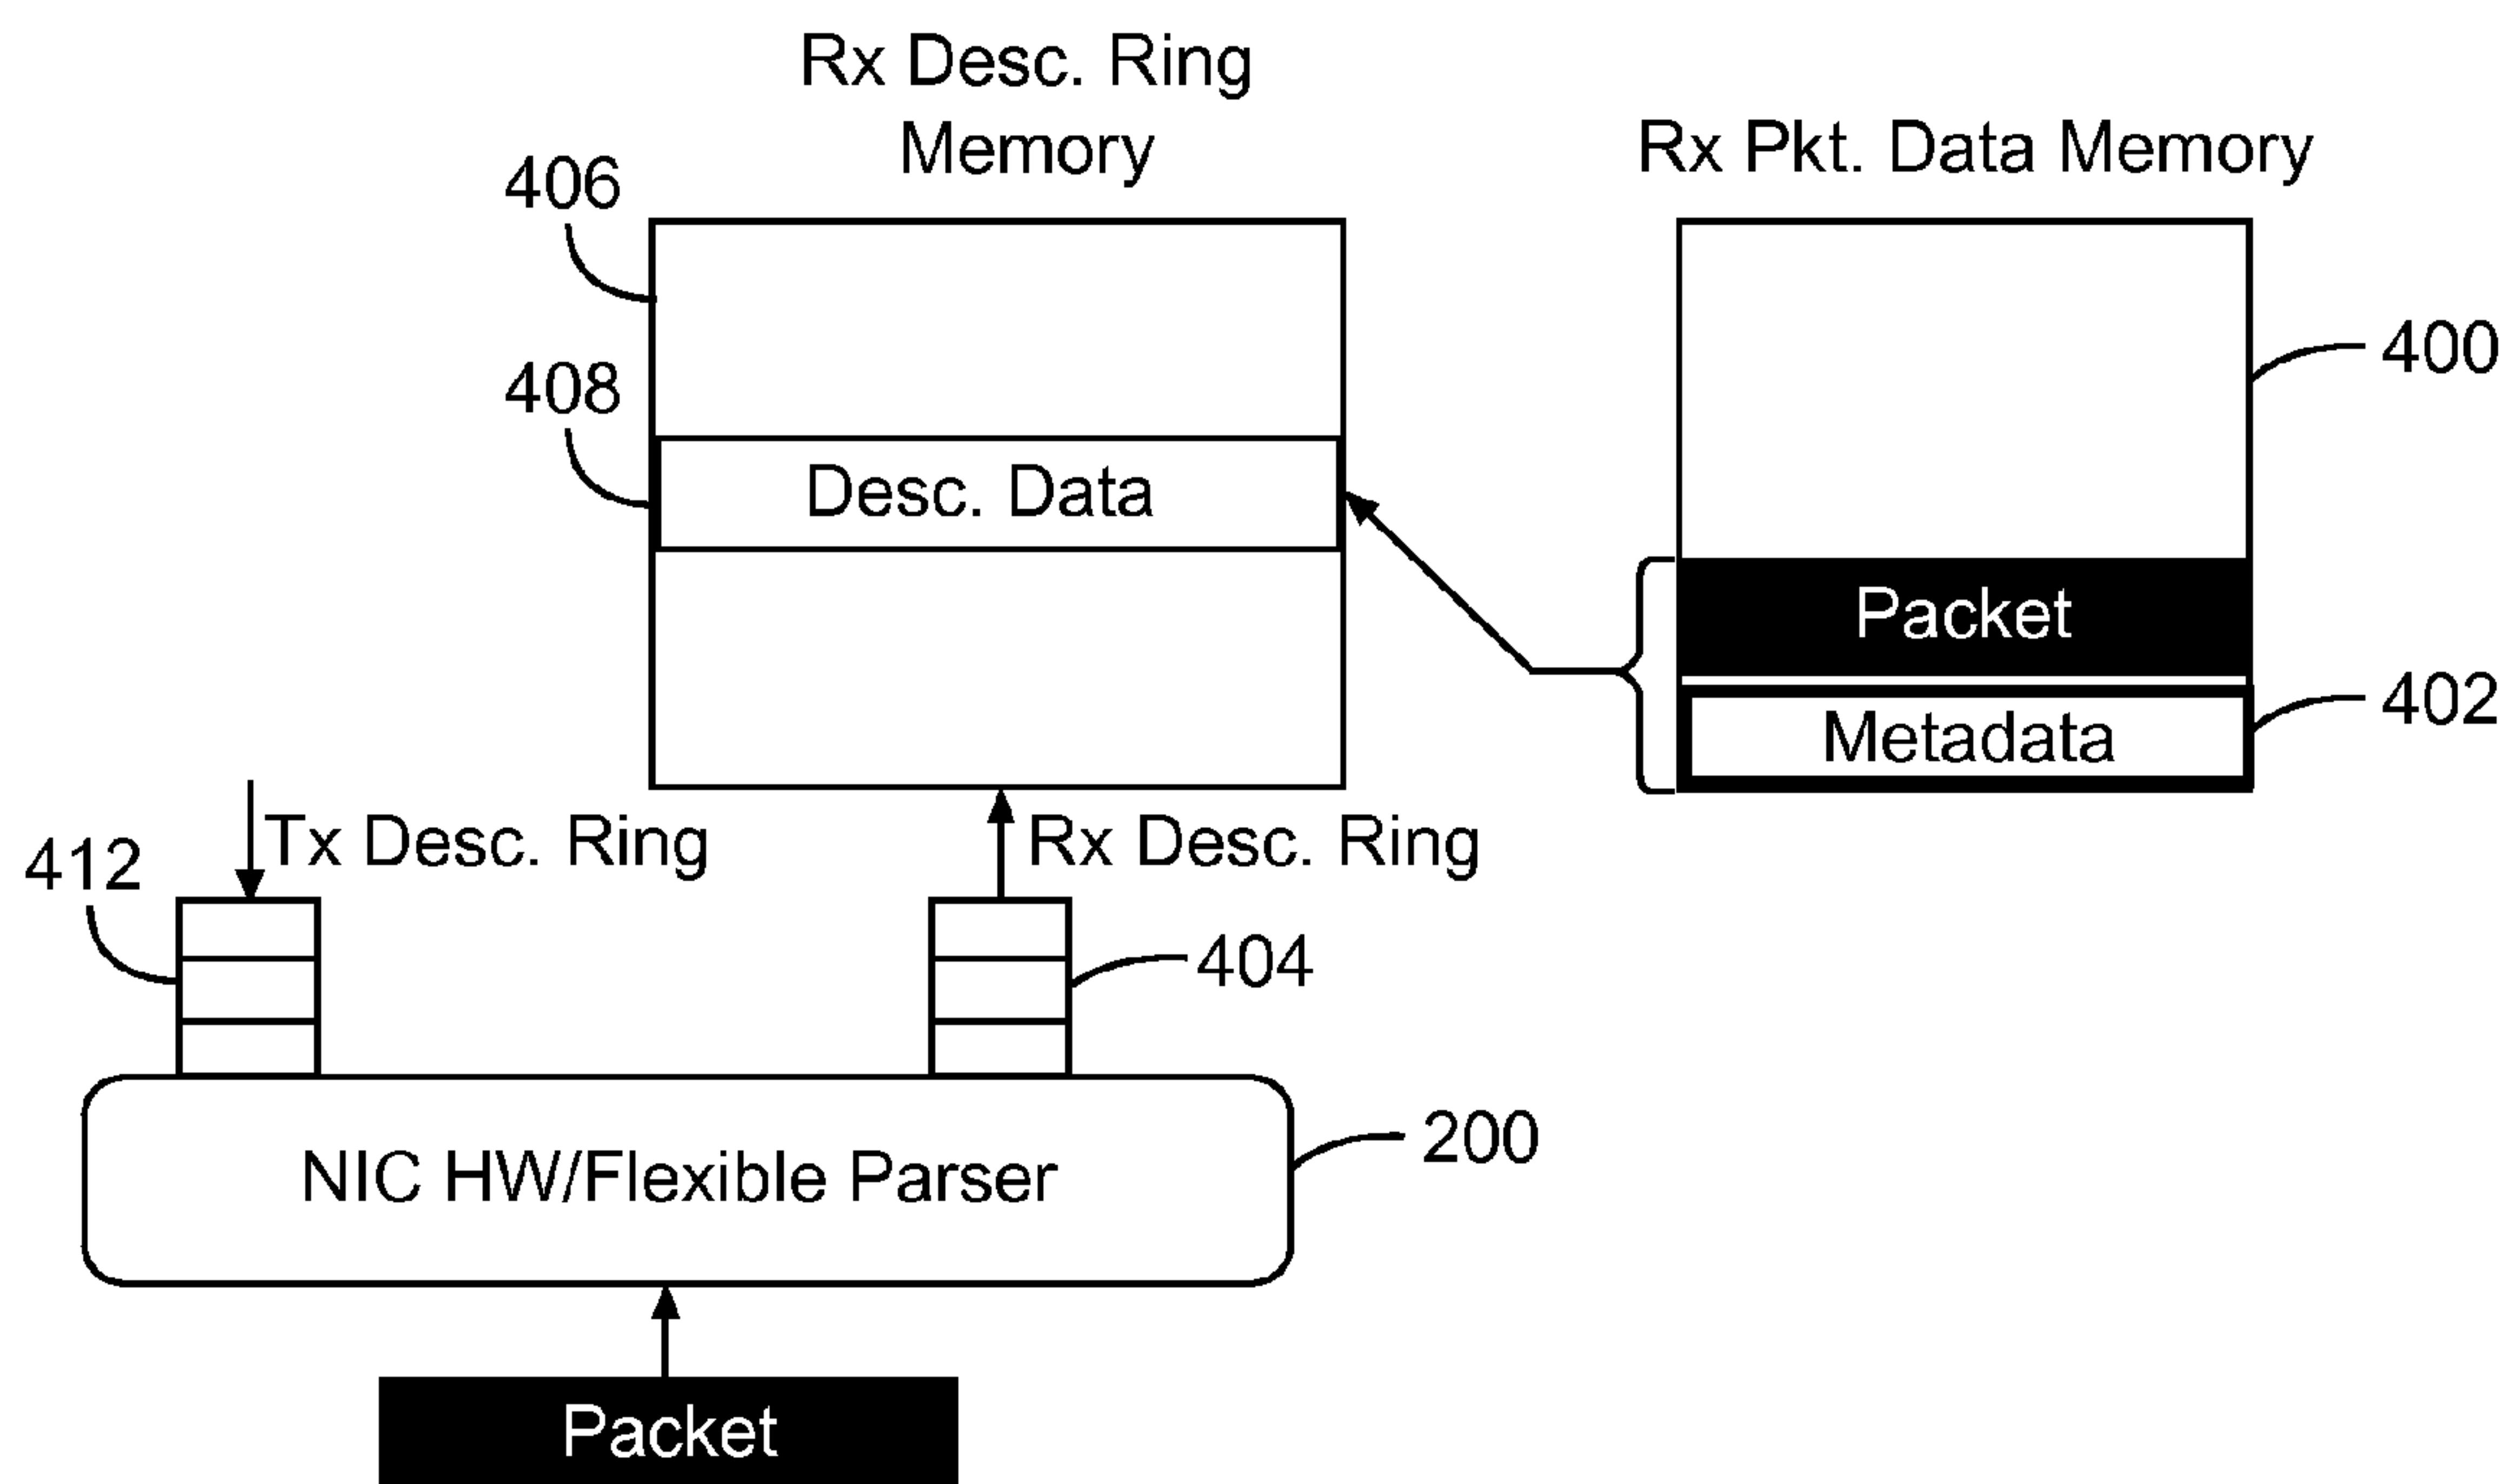 Rx Desc. Ring
Memory
Rx Pkt. Data Memory
406
400
408
Desc. Data
Packet
402
Metadata
Tx Desc. Ring
Rx Desc. Ring
412
404
200
NIC HW/Flexible Parser
Packet